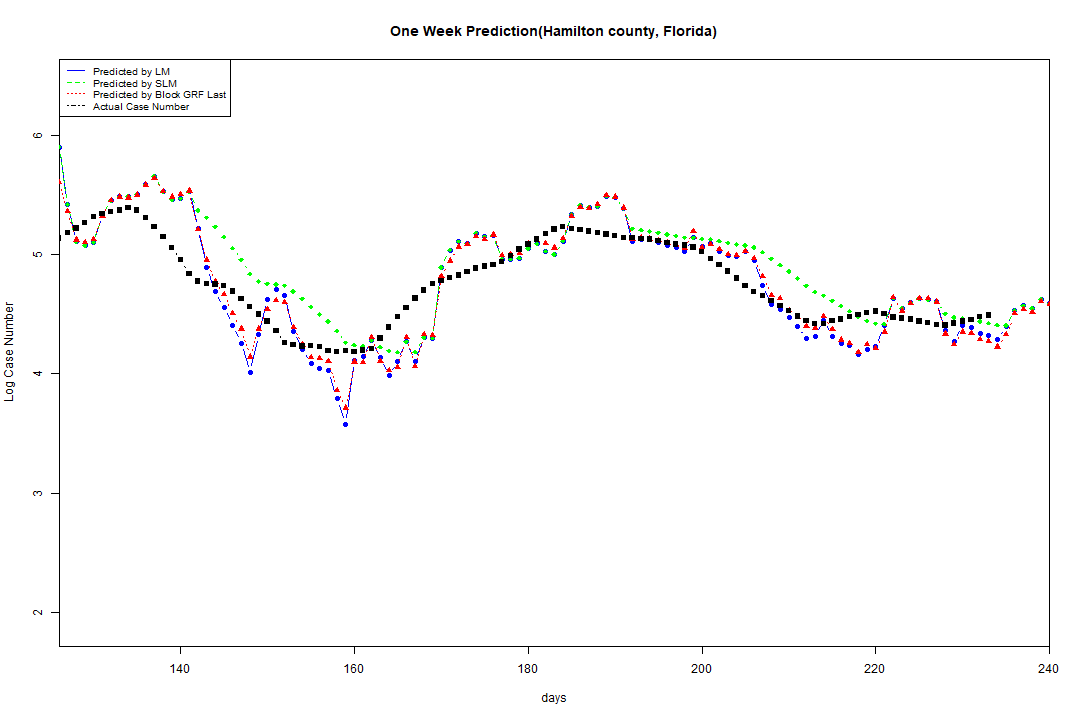 One Week Prediction(Hamilton county, Florida)
Predicted by LM
Predicted by SLM
Predicted by Block GRF Last
Actual Case Number
6
5
4
3
2
Log Case Number
140 160 180 200 220 240
days